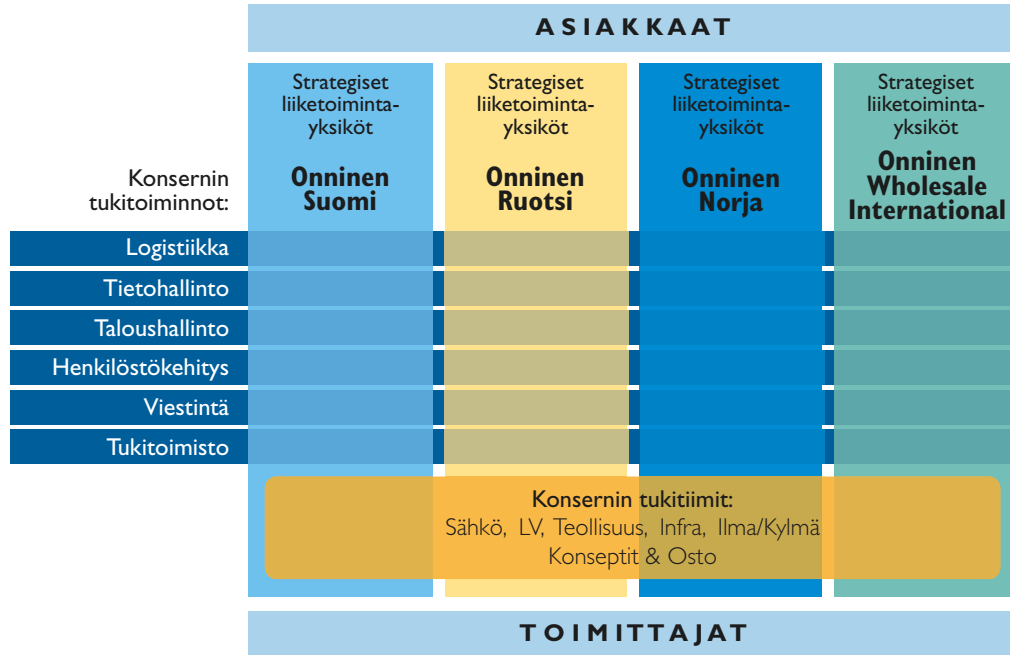 ASIAKKAAT
Strategiset
liiketoiminta-
yksiköt
Onninen
Suomi
Strategiset
liiketoiminta-
yksiköt
Onninen
Ruotsi
Strategiset
liiketoiminta-
yksiköt
Onninen
Norja
Strategiset
liiketoiminta-
yksiköt
Onninen
Wholesale
International
Konsernin
tukitoiminnot:
Logistiikka
Tietohallinto
Taloushallinto
Henkilöstökehitys
Viestintä
Tukitoimisto
Konsernin tukitiimit:
Sähkö, LV, Teollisuus, Infra, Ilma/Kylmä
Konseptit & Osto
TOIMITTAJAT